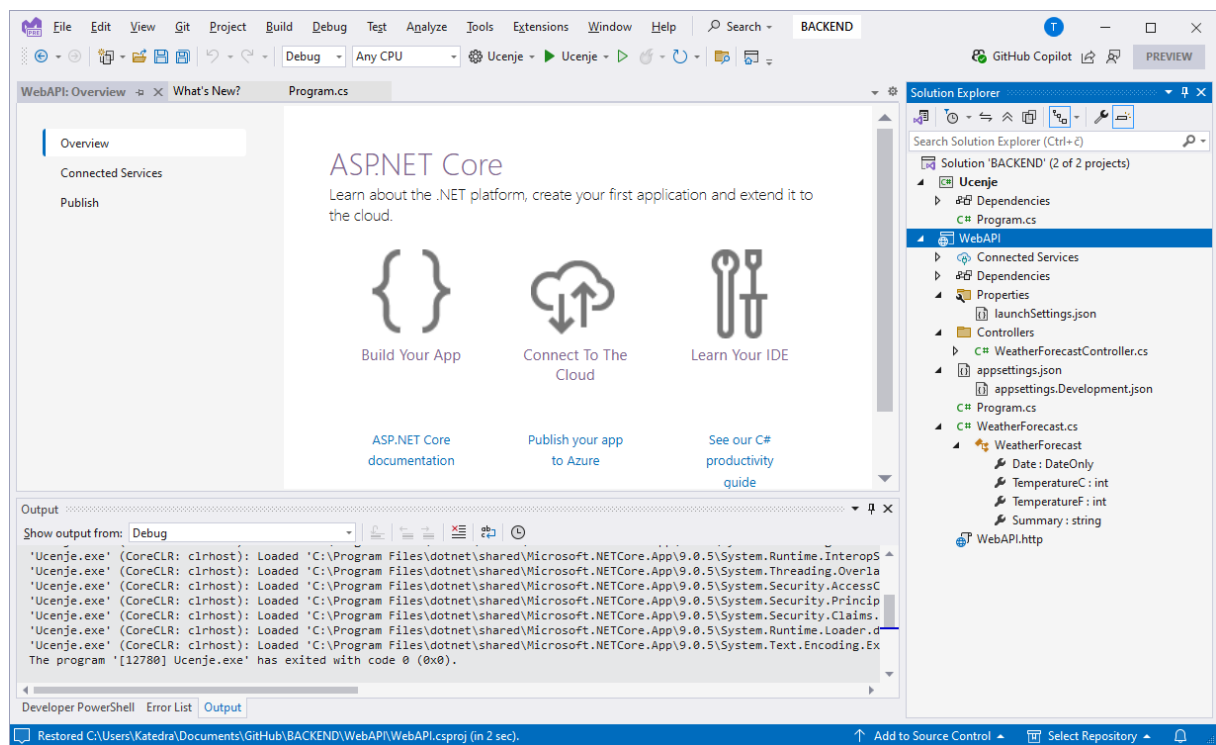 File Edit View Git Project Build Debug Test Analyze Tools Extensions Window Help Search BACKEND T
Debug Any CPU Ucenje Ucenje GitHub Copilot PREVIEW
WebAPI: Overview What's New? Program.cs
Overview
Connected Services
Publish
ASP.NET Core
Learn about the .NET platform, create your first application and extend it to
the cloud.
Build Your App
Connect To The
Cloud
Learn Your IDE
ASP.NET Core
documentation
Publish your app
to Azure
See our C#
productivity
guide
Output
Show output from: Debug
'Ucenje.exe' (CoreCLR: clrhost): Loaded 'C:\Program Files\dotnet\shared\Microsoft.NETCore.App\9.0.5\System.Runtime.InteropS
'Ucenje.exe' (CoreCLR: clrhost): Loaded 'C:\Program Files\dotnet\shared\Microsoft.NETCore.App\9.0.5\System.Threading.Overla
'Ucenje.exe' (CoreCLR: clrhost): Loaded 'C:\Program Files\dotnet\shared\Microsoft.NETCore.App\9.0.5\System.Security.AccessC
'Ucenje.exe' (CoreCLR: clrhost): Loaded 'C:\Program Files\dotnet\shared\Microsoft.NETCore.App\9.0.5\System.Security.Princip
'Ucenje.exe' (CoreCLR: clrhost): Loaded 'C:\Program Files\dotnet\shared\Microsoft.NETCore.App\9.0.5\System.Security.Claims.
'Ucenje.exe' (CoreCLR: clrhost): Loaded 'C:\Program Files\dotnet\shared\Microsoft.NETCore.App\9.0.5\System.Runtime.Loader.d
'Ucenje.exe' (CoreCLR: clrhost): Loaded 'C:\Program Files\dotnet\shared\Microsoft.NETCore.App\9.0.5\System.Text.Encoding.Ex
The program '[12780] Ucenje.exe' has exited with code 0 (0x0).
Developer PowerShell Error List Output
Solution Explorer
Search Solution Explorer (Ctrl+č)
Solution 'BACKEND' (2 of 2 projects)
C# Ucenje
Dependencies
C# Program.cs
WebAPI
Connected Services
Dependencies
Properties
launchSettings.json
Controllers
C# WeatherForecastController.cs
appsettings.json
appsettings.Development.json
C# Program.cs
C# WeatherForecast.cs
WeatherForecast
Date : DateOnly
TemperatureC : int
TemperatureF : int
Summary : string
WebAPI.http
Restored C:\Users\Katedra\Documents\GitHub\BACKEND\WebAPI\WebAPI.csproj (in 2 sec). Add to Source Control Select Repository